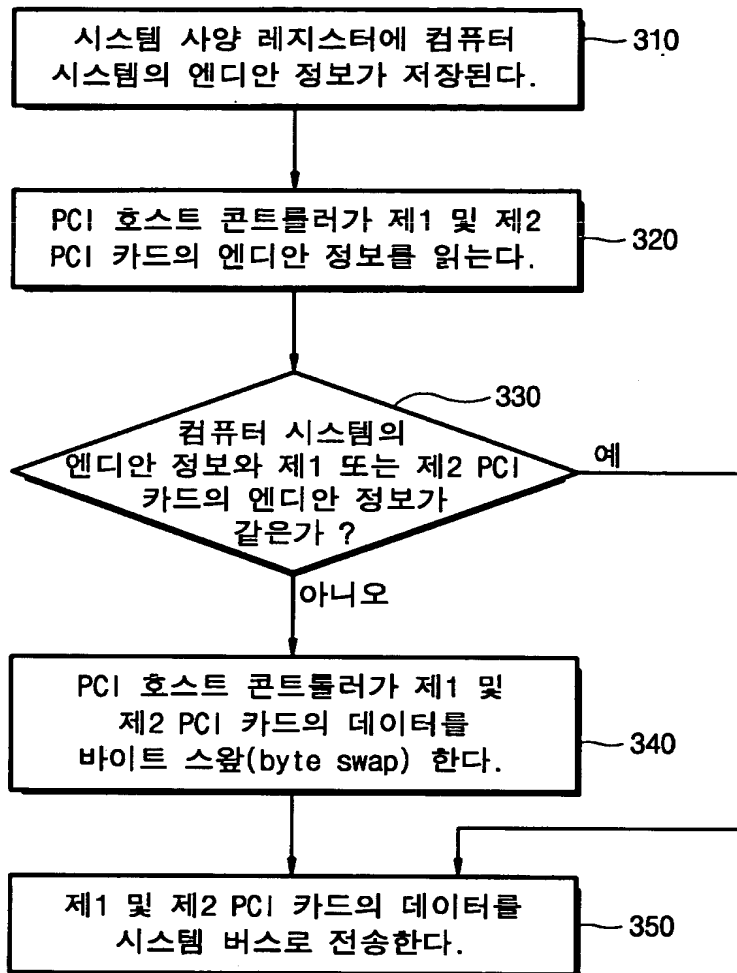 시스템 사양 레지스터에 컴퓨터
시스템의 엔디안 정보가 저장된다.
310
PCI 호스트 콘트롤러가 제1 및 제2
PCI 카드의 엔디안 정보를 읽는다.
320
330
컴퓨터 시스템의
엔디안 정보와 제1 또는 제2 PCI
카드의 엔디안 정보가
같은가 ?
예
아니오
PCI 호스트 콘트롤러가 제1 및
제2 PCI 카드의 데이터를
바이트 스왚(byte swap) 한다.
340
제1 및 제2 PCI 카드의 데이터를
시스템 버스로 전송한다.
350